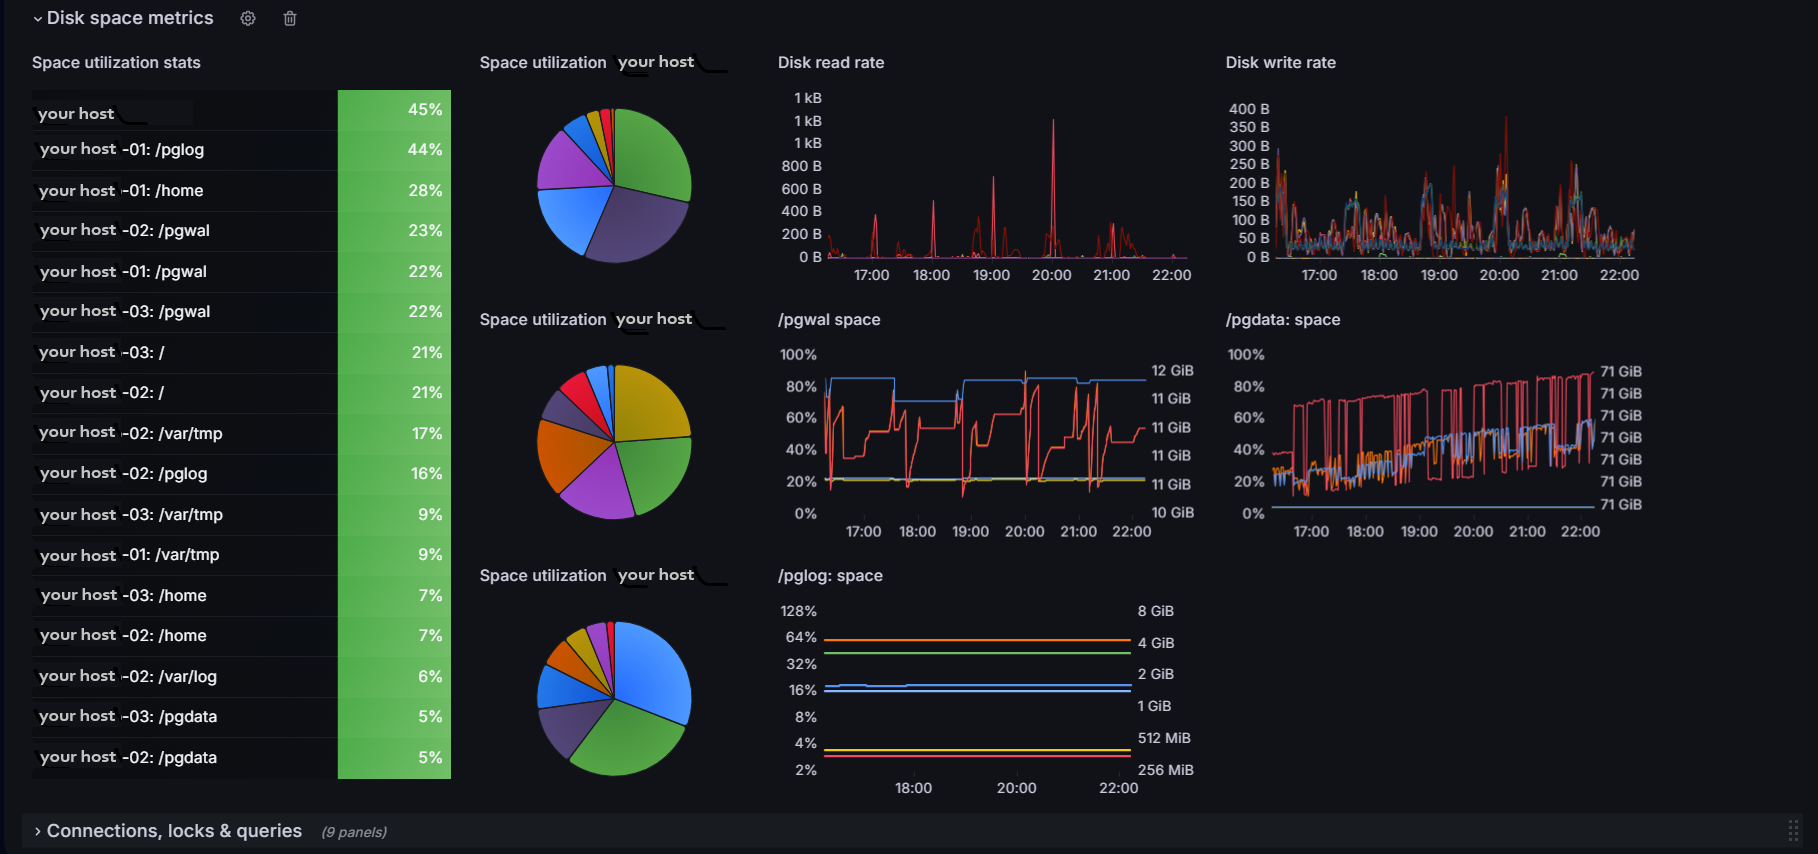 Disk space metrics
Space utilization stats
your host 45%
your host -01: /pglog 44%
your host -01: /home 28%
your host -02: /pgwal 23%
your host -01: /pgwal 22%
your host -03: /pgwal 22%
your host -03: / 21%
your host -02: / 21%
your host -02: /var/tmp 17%
your host -02: /pglog 16%
your host -03: /var/tmp 9%
your host -01: /var/tmp 9%
your host -03: /home 7%
your host -02: /home 7%
your host -02: /var/log 6%
your host -03: /pgdata 5%
your host -02: /pgdata 5%
Space utilization your host
Space utilization your host
Space utilization your host
Disk read rate
1 kB
1 kB
1 kB
800 B
600 B
400 B
200 B
0 B
17:00 18:00 19:00 20:00 21:00 22:00
Disk write rate
400 B
350 B
300 B
250 B
200 B
150 B
100 B
50 B
0 B
17:00 18:00 19:00 20:00 21:00 22:00
/pgwal space
100%
80%
60%
40%
20%
0%
12 GiB
11 GiB
11 GiB
11 GiB
11 GiB
10 GiB
17:00 18:00 19:00 20:00 21:00 22:00
/pgdata: space
100%
80%
60%
40%
20%
0%
71 GiB
71 GiB
71 GiB
71 GiB
71 GiB
71 GiB
71 GiB
17:00 18:00 19:00 20:00 21:00 22:00
/pglog: space
128%
64%
32%
16%
8%
4%
2%
8 GiB
4 GiB
2 GiB
1 GiB
512 MiB
256 MiB
18:00 20:00 22:00
Connections, locks & queries (9 panels)